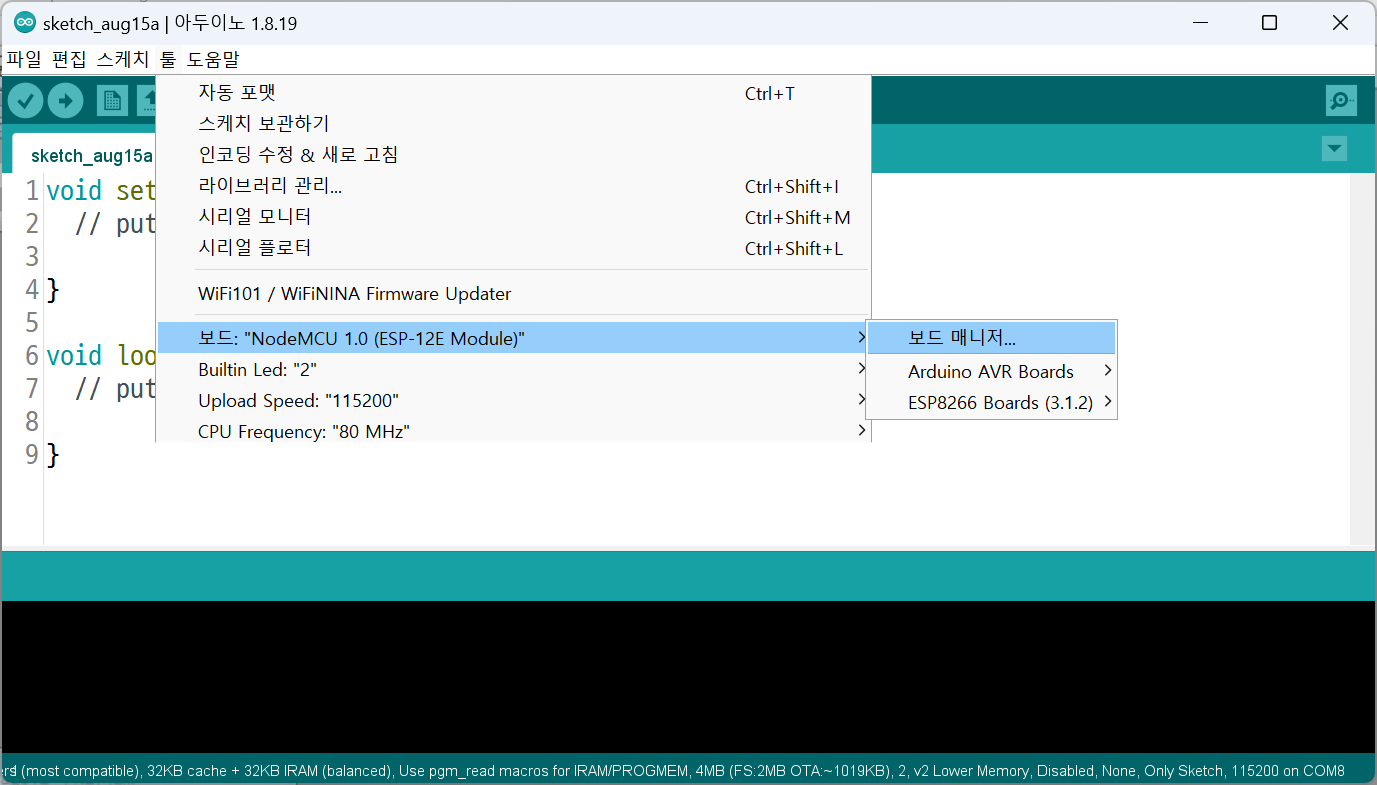 sketch_aug15a | 아두이노 1.8.19
파일 편집 스케치 툴 도움말
자동 포맷 Ctrl+T
스케치 보관하기
인코딩 수정 & 새로 고침
라이브러리 관리... Ctrl+Shift+I
시리얼 모니터 Ctrl+Shift+M
시리얼 플로터 Ctrl+Shift+L
WiFi101 / WiFiNINA Firmware Updater
보드: "NodeMCU 1.0 (ESP-12E Module)"
Builtin Led: "2"
Upload Speed: "115200"
CPU Frequency: "80 MHz"
보드 매니저...
Arduino AVR Boards
ESP8266 Boards (3.1.2)
sketch_aug15a
1 void set
2 // put
3
4 }
5
6 void loo
7 // put
8
9 }
(most compatible), 32KB cache + 32KB IRAM (balanced), Use pgm_read macros for IRAM/PROGMEM, 4MB (FS:2MB OTA:~1019KB), 2, v2 Lower Memory, Disabled, None, Only Sketch, 115200 on COM8